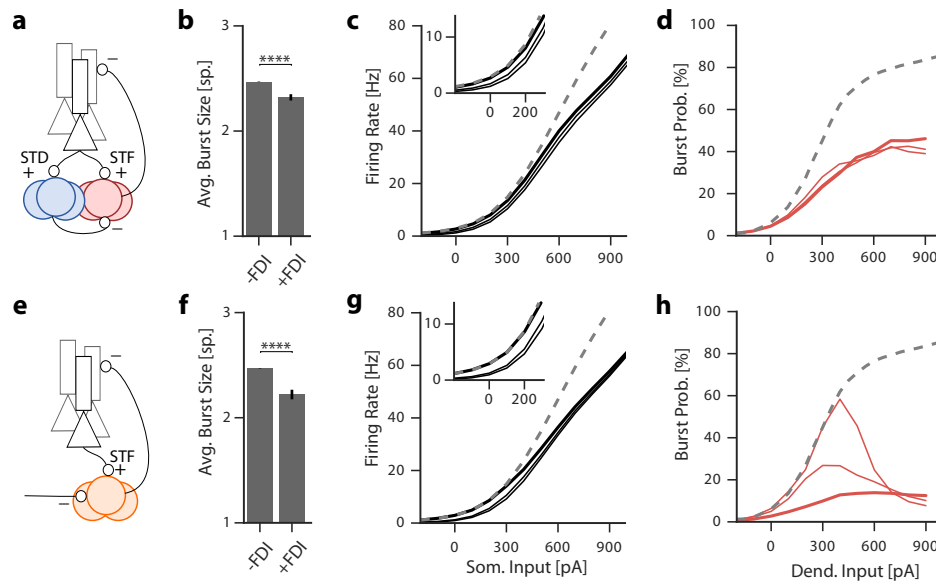 a
STD
+
STF
+
−
−
b
Avg. Burst Size [sp.]
3
2
1
****
-FDI
+FDI
c
Firing Rate [Hz]
80
60
40
20
0
10
0
0
200
0
300
600
900
d
Burst Prob. [%]
100
80
60
40
20
0
0
300
600
900
e
−
STF
+
−
f
Avg. Burst Size [sp.]
3
2
1
****
-FDI
+FDI
g
Firing Rate [Hz]
80
60
40
20
0
10
0
0
200
0
300
600
900
Som. Input [pA]
h
Burst Prob. [%]
100
80
60
40
20
0
0
300
600
900
Dend. Input [pA]